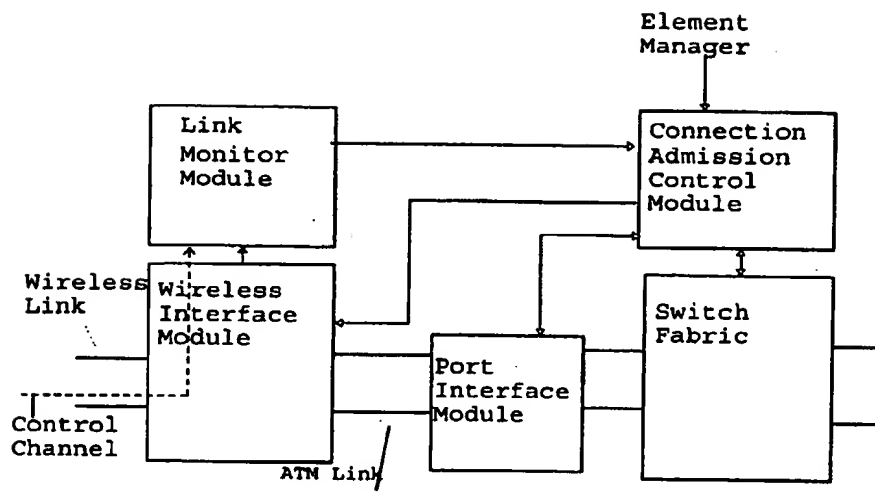 Element
Manager
Link
Monitor
Module
Connection
Admission
Control
Module
Wireless
Link
Wireless
Interface
Module
Switch
Fabric
Port
Interface
Module
Control
Channel
ATM Link